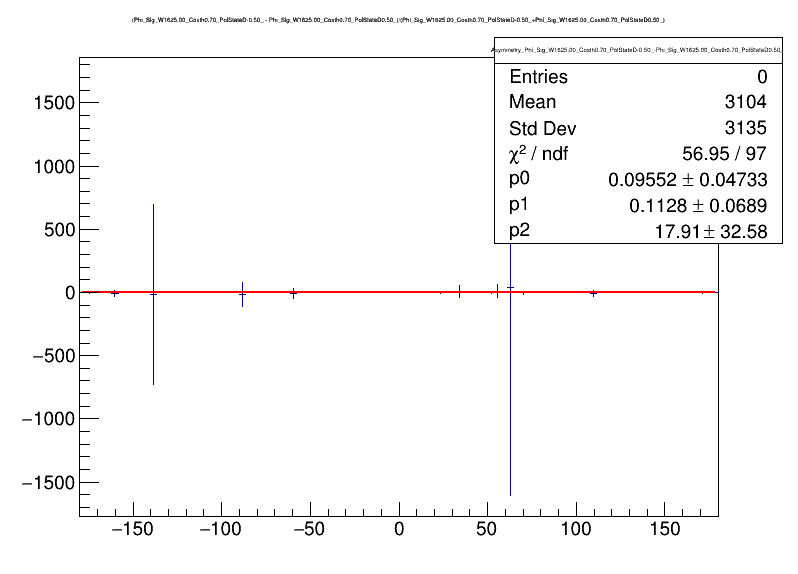 (Phi_Sig_W1625.00_Costh0.70_PolStateD-0.50_ - Phi_Sig_W1625.00_Costh0.70_PolStateD0.50_)/(Phi_Sig_W1625.00_Costh0.70_PolStateD-0.50_+Phi_Sig_W1625.00_Costh0.70_PolStateD0.50_)
Asymmetry_Phi_Sig_W1625.00_Costh0.70_PolStateD-0.50_-Phi_Sig_W1625.00_Costh0.70_PolStateD0.50_
Entries 0
Mean 3104
Std Dev 3135
χ² / ndf 56.95 / 97
p0 0.09552 ± 0.04733
p1 0.1128 ± 0.0689
p2 17.91 ± 32.58
1500
1000
500
0
−500
−1000
−1500
−150 −100 −50 0 50 100 150